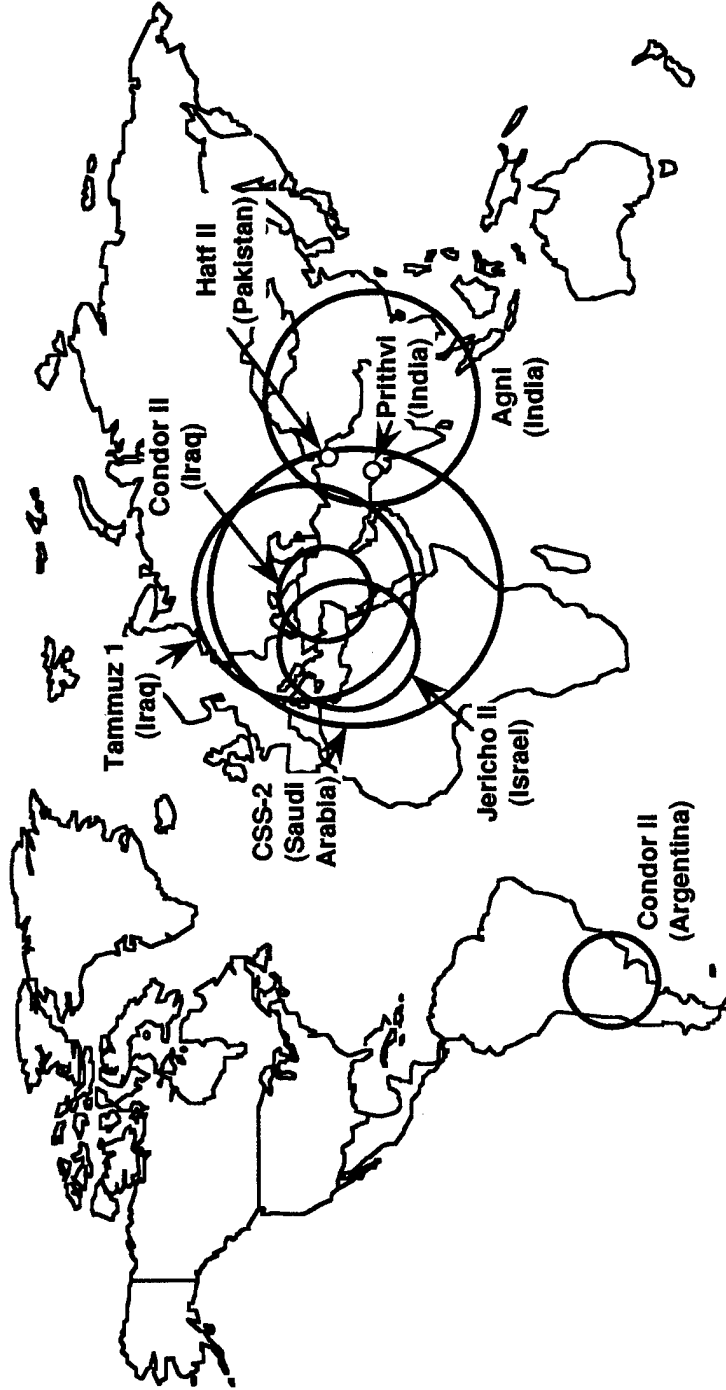 Tammuz 1
(Iraq)
Condor II
(Iraq)
Hatf II
(Pakistan)
CSS-2
(Saudi
Arabia)
Jericho II
(Israel)
Prithvi
(India)
Agni
(India)
Condor II
(Argentina)